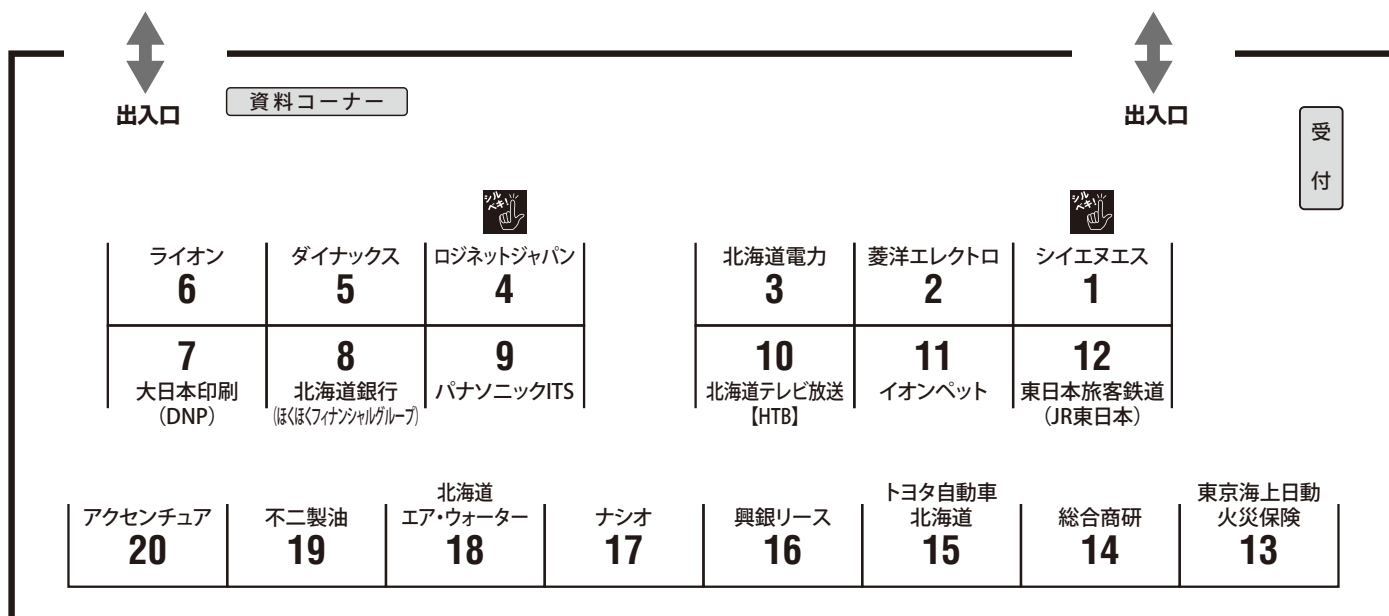 出入口
資料コーナー
出入口
受付
シルベキ!
シルベキ!
ライオン
6
ダイナックス
5
ロジネットジャパン
4
北海道電力
3
菱洋エレクトロ
2
シイエヌエス
1
7
大日本印刷
(DNP)
8
北海道銀行
(ほくほくフィナンシャルグループ)
9
パナソニックITS
10
北海道テレビ放送
【HTB】
11
イオンペット
12
東日本旅客鉄道
(JR東日本)
アクセンチュア
20
不二製油
19
北海道
エア・ウォーター
18
ナシオ
17
興銀リース
16
トヨタ自動車
北海道
15
総合商研
14
東京海上日動
火災保険
13